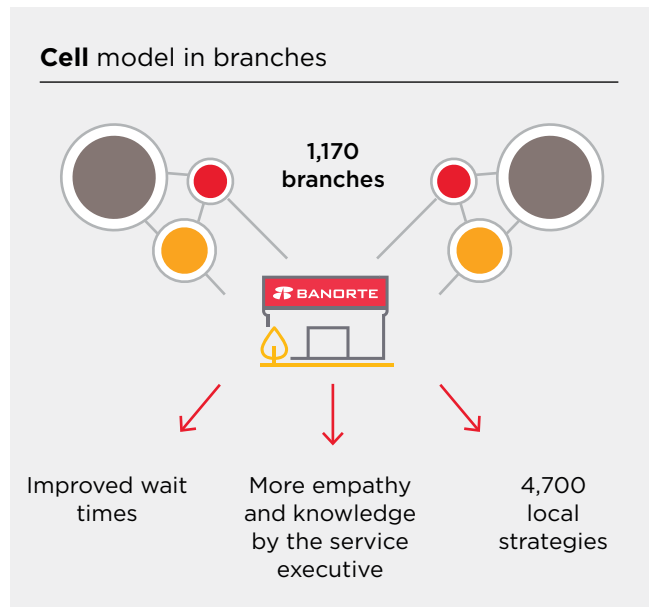 Cell model in branches
1,170
branches
BANORTE
Improved wait
times
More empathy
and knowledge
by the service
executive
4,700
local
strategies